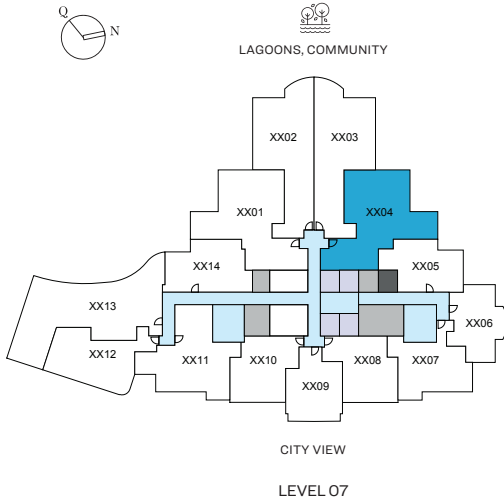 Q
N
LAGOONS, COMMUNITY
XX02
XX03
XX01
XX04
XX14
XX05
XX13
XX06
XX12
XX11
XX10
XX08
XX07
XX09
CITY VIEW
LEVEL 07